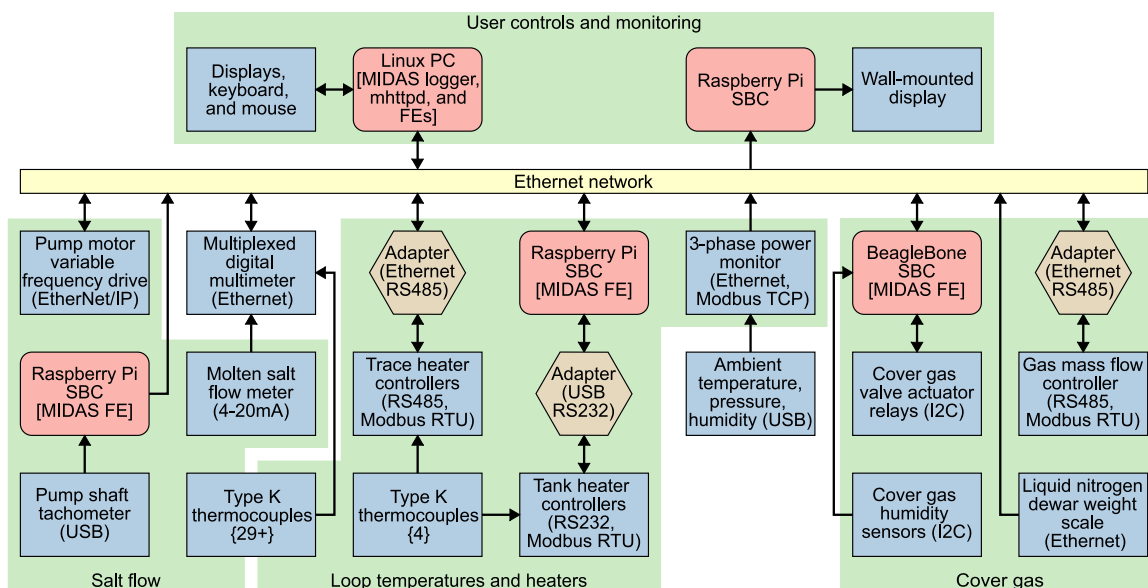 User controls and monitoring
Displays,
keyboard,
and mouse
Linux PC
[MIDAS logger,
mhttpd, and
FEs]
Raspberry Pi
SBC
Wall-mounted
display
Ethernet network
Pump motor
variable
frequency drive
(EtherNet/IP)
Multiplexed
digital
multimeter
(Ethernet)
Adapter
(Ethernet
RS485)
Raspberry Pi
SBC
[MIDAS FE]
3-phase power
monitor
(Ethernet,
Modbus TCP)
BeagleBone
SBC
[MIDAS FE]
Adapter
(Ethernet
RS485)
Raspberry Pi
SBC
[MIDAS FE]
Molten salt
flow meter
(4-20mA)
Trace heater
controllers
(RS485,
Modbus RTU)
Adapter
(USB
RS232)
Ambient
temperature,
pressure,
humidity (USB)
Cover gas
valve actuator
relays (I2C)
Gas mass flow
controller
(RS485,
Modbus RTU)
Pump shaft
tachometer
(USB)
Type K
thermocouples
{29+}
Type K
thermocouples
{4}
Tank heater
controllers
(RS232,
Modbus RTU)
Cover gas
humidity
sensors (I2C)
Liquid nitrogen
dewar weight
scale
(Ethernet)
Salt flow
Loop temperatures and heaters
Cover gas